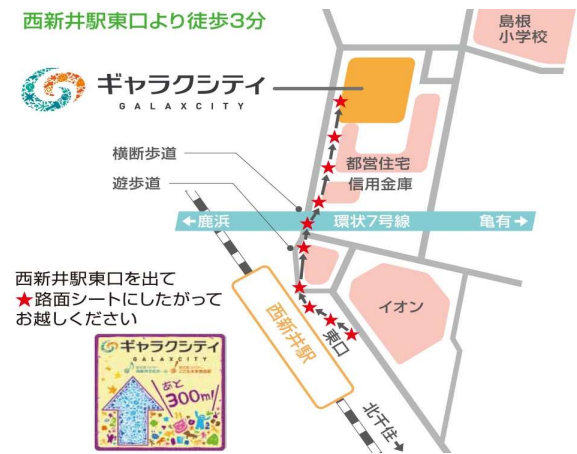 西新井駅東口より徒歩3分
島根
小学校
ギャラクシティ
GALAXCITY
横断歩道
都営住宅
信用金庫
遊歩道
←鹿浜
環状7号線
亀有→
西新井駅東口を出て
★路面シートにしたがって
お越しください
西新井駅
東口
イオン
北千住
ギャラクシティ
GALAXCITY
あと
300m!